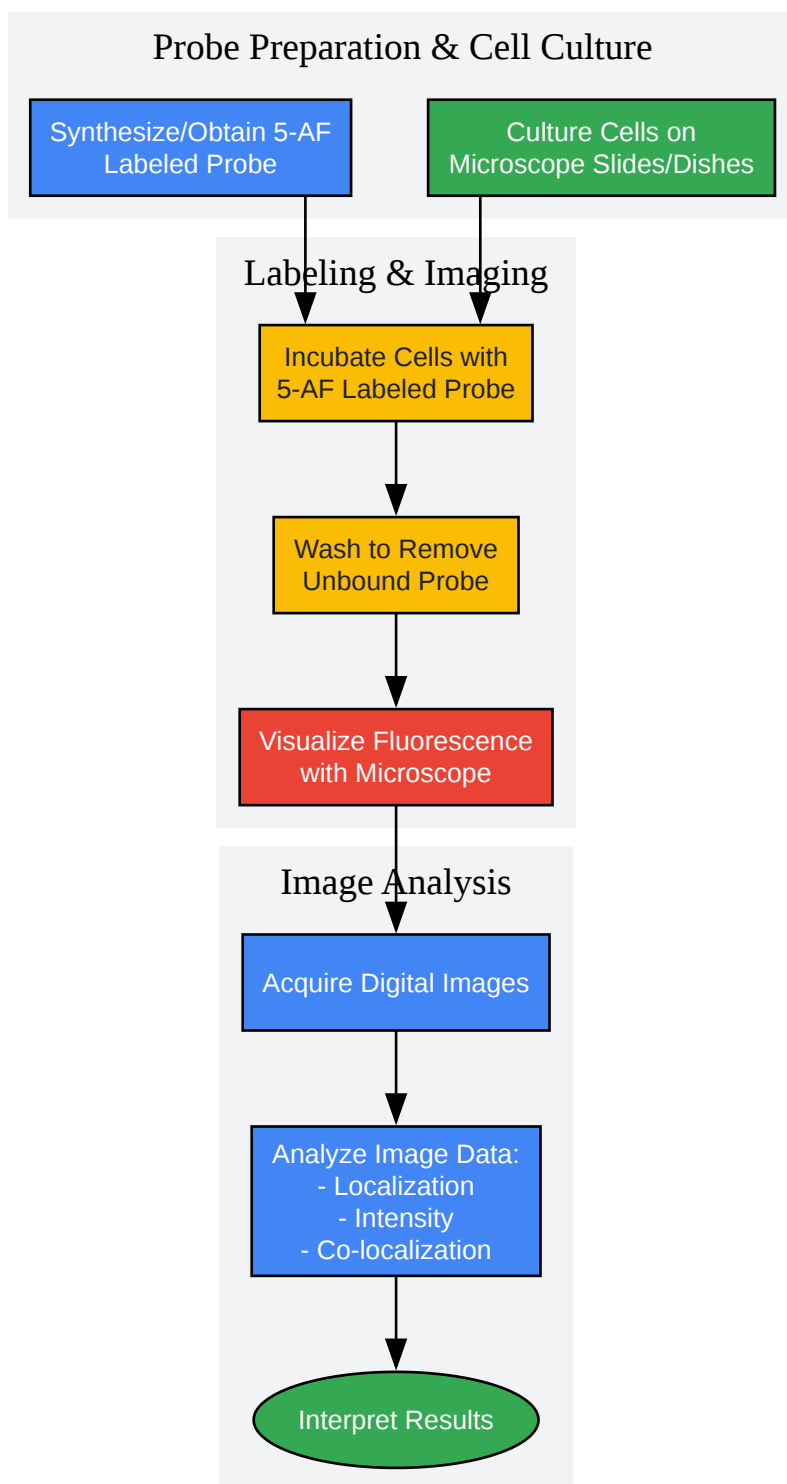 Probe Preparation & Cell Culture
Synthesize/Obtain 5-AF
Labeled Probe
Culture Cells on
Microscope Slides/Dishes
Labeling & Imaging
Incubate Cells with
5-AF Labeled Probe
Wash to Remove
Unbound Probe
Visualize Fluorescence
with Microscope
Image Analysis
Acquire Digital Images
Analyze Image Data:
- Localization
- Intensity
- Co-localization
Interpret Results